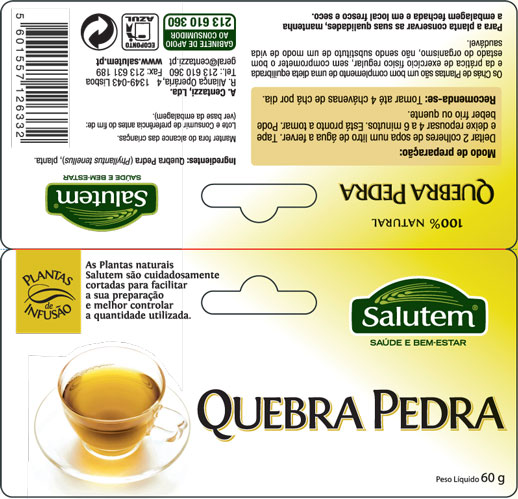 Para a planta conservar as suas qualidades, mantenha
a embalagem fechada e em local fresco e seco.
Os Chás de Plantas são um bom complemento de uma dieta equilibrada
e da prática de exercício físico regular, sem comprometer o bom
estado do organismo, não sendo substituto de um modo de vida
saudável.
Modo de preparação:
Deitar 2 colheres de sopa num litro de água a ferver. Tape
e deixe repousar 4 a 6 minutos. Está pronto a tomar. Pode
beber frio ou quente.
Recomenda-se: Tomar até 4 chávenas de chá por dia.
100% NATURAL
QUEBRA PEDRA
Salutem
SAÚDE E BEM-ESTAR
Ingredientes: Quebra Pedra (Phyllantus tenellus), planta.
Manter fora do alcance das crianças.
Lote e Consumir de preferência antes do fim de:
(ver base da embalagem).
A. Centazzi, Lda,
R. Aliança Operária, 4 1349-043 Lisboa
Tel.: 213 610 360 Fax: 213 631 189
geral@centazzi.pt www.salutem.pt
GABINETE DE APOIO
AO CONSUMIDOR
213 610 360
ECOPONTO
AZUL
5601557126332
PLANTAS
de
INFUSÃO
As Plantas naturais
Salutem são cuidadosamente
cortadas para facilitar
a sua preparação
e melhor controlar
a quantidade utilizada.
Salutem®
SAÚDE E BEM-ESTAR
QUEBRA PEDRA
Peso Líquido 60 g